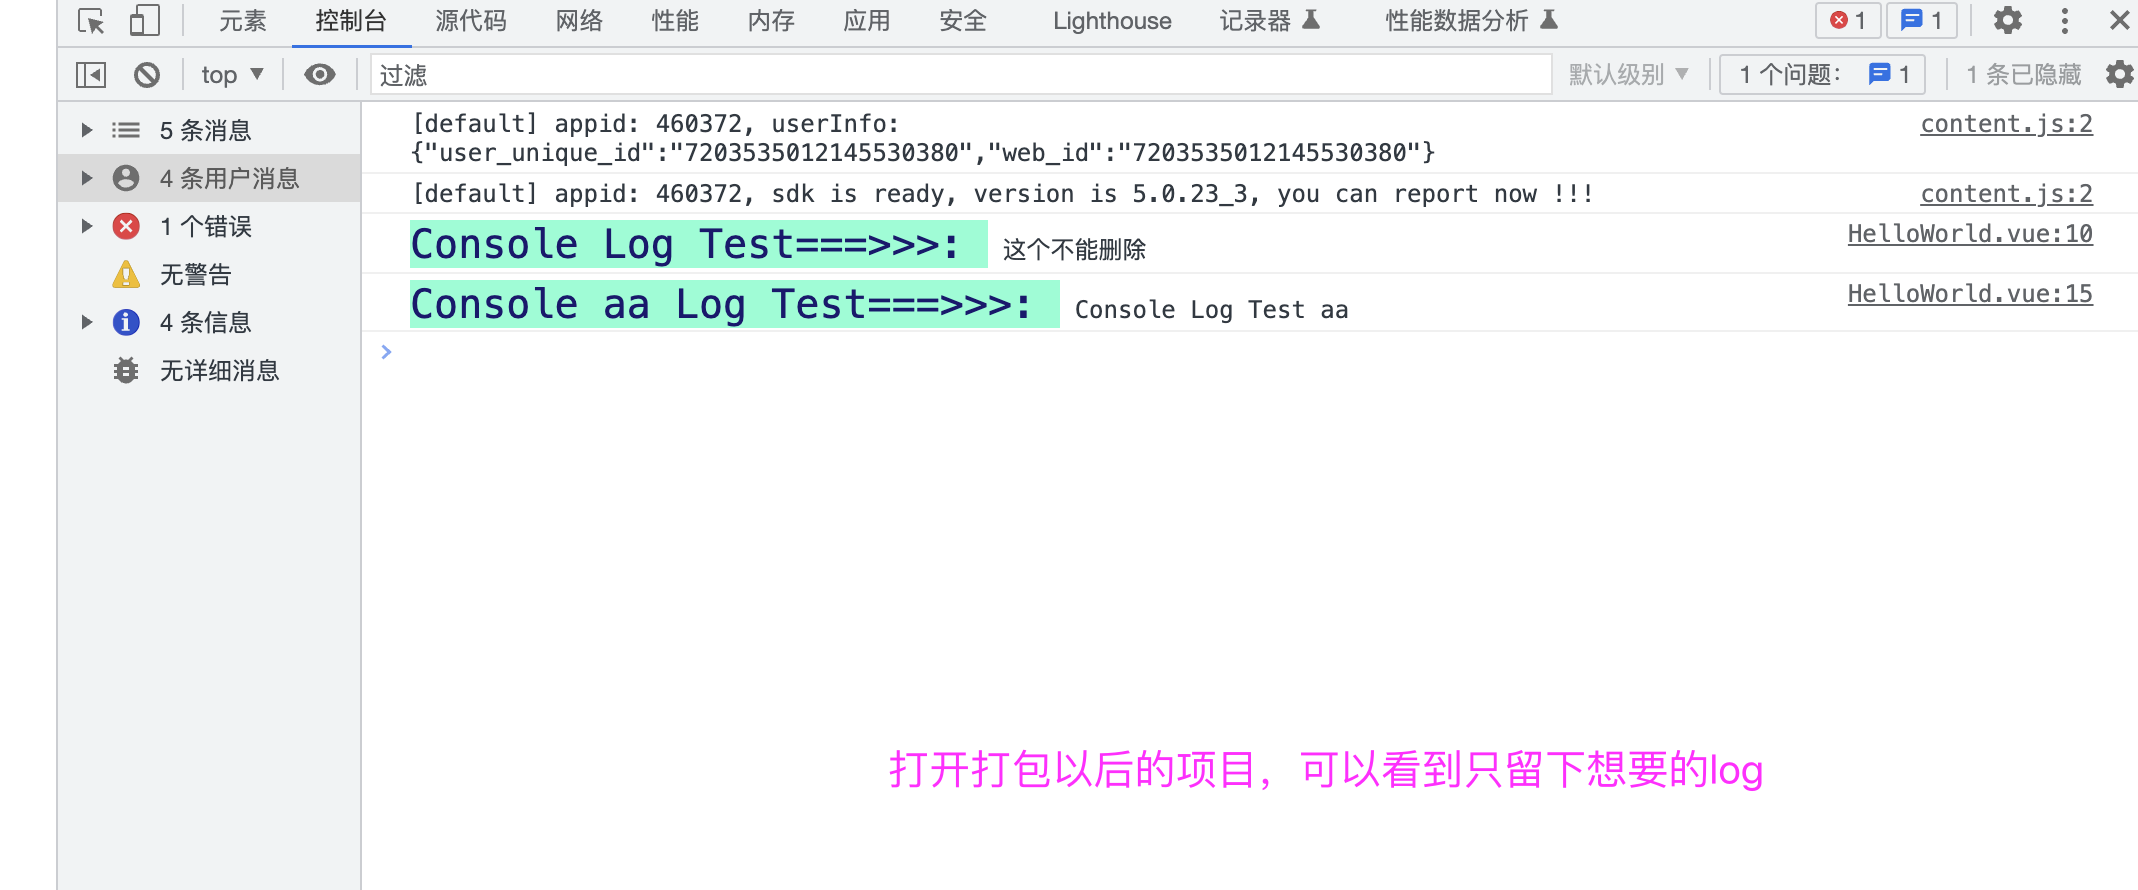 元素 控制台 源代码 网络 性能 内存 应用 安全 Lighthouse 记录器 性能数据分析 1 1
top 过滤 默认级别 1 个问题： 1 1 条已隐藏
5 条消息
4 条用户消息
1 个错误
无警告
4 条信息
无详细消息
[default] appid: 460372, userInfo: content.js:2
{"user_unique_id":"7203535012145530380","web_id":"7203535012145530380"}
[default] appid: 460372, sdk is ready, version is 5.0.23_3, you can report now !!! content.js:2
Console Log Test===>>>: 这个不能删除 HelloWorld.vue:10
Console aa Log Test===>>>: Console Log Test aa HelloWorld.vue:15
打开打包以后的项目，可以看到只留下想要的log